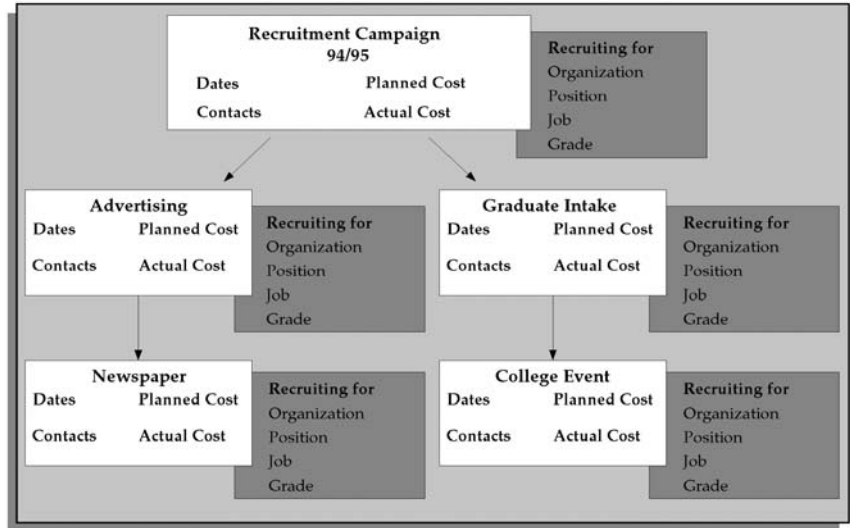 Recruitment Campaign
94/95
Dates Planned Cost
Contacts Actual Cost
Recruiting for
Organization
Position
Job
Grade
Advertising
Dates Planned Cost
Contacts Actual Cost
Recruiting for
Organization
Position
Job
Grade
Graduate Intake
Dates Planned Cost
Contacts Actual Cost
Recruiting for
Organization
Position
Job
Grade
Newspaper
Dates Planned Cost
Contacts Actual Cost
Recruiting for
Organization
Position
Job
Grade
College Event
Dates Planned Cost
Contacts Actual Cost
Recruiting for
Organization
Position
Job
Grade